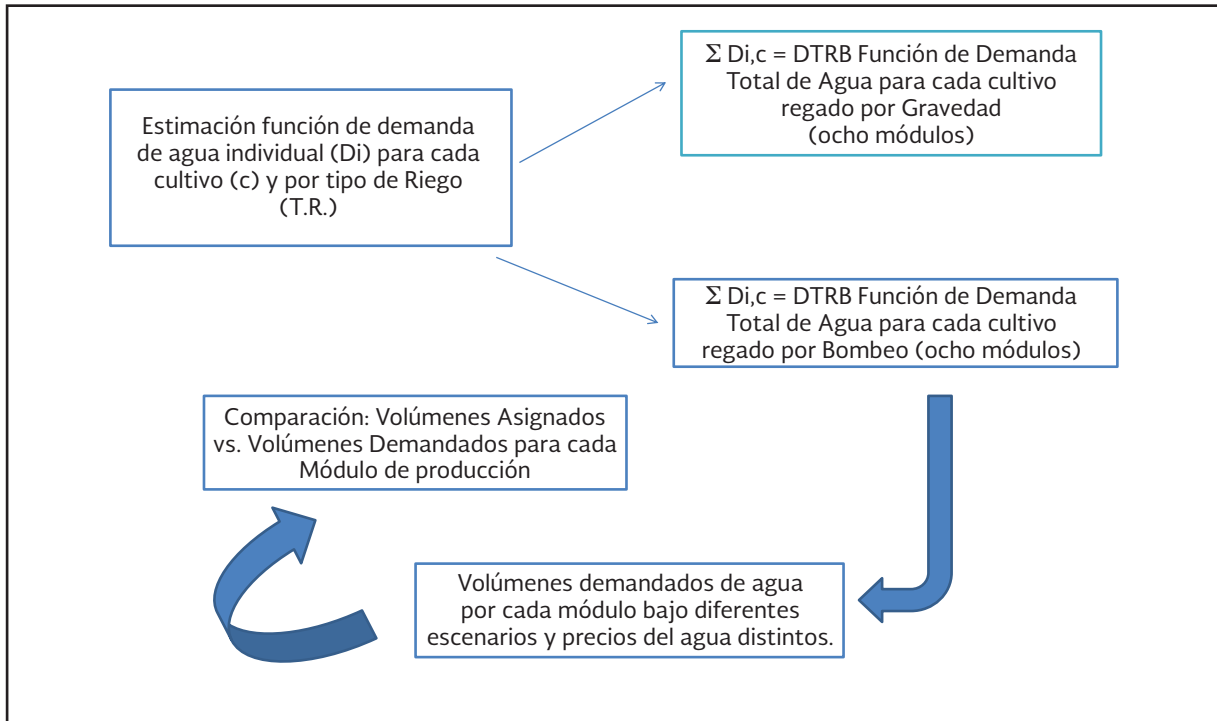 Estimación función de demanda
de agua individual (Di) para cada
cultivo (c) y por tipo de Riego
(T.R.)
Σ Di,c = DTRB Función de Demanda
Total de Agua para cada cultivo
regado por Gravedad
(ocho módulos)
Σ Di,c = DTRB Función de Demanda
Total de Agua para cada cultivo
regado por Bombeo (ocho módulos)
Comparación: Volúmenes Asignados
vs. Volúmenes Demandados para cada
Módulo de producción
Volúmenes demandados de agua
por cada módulo bajo diferentes
escenarios y precios del agua distintos.